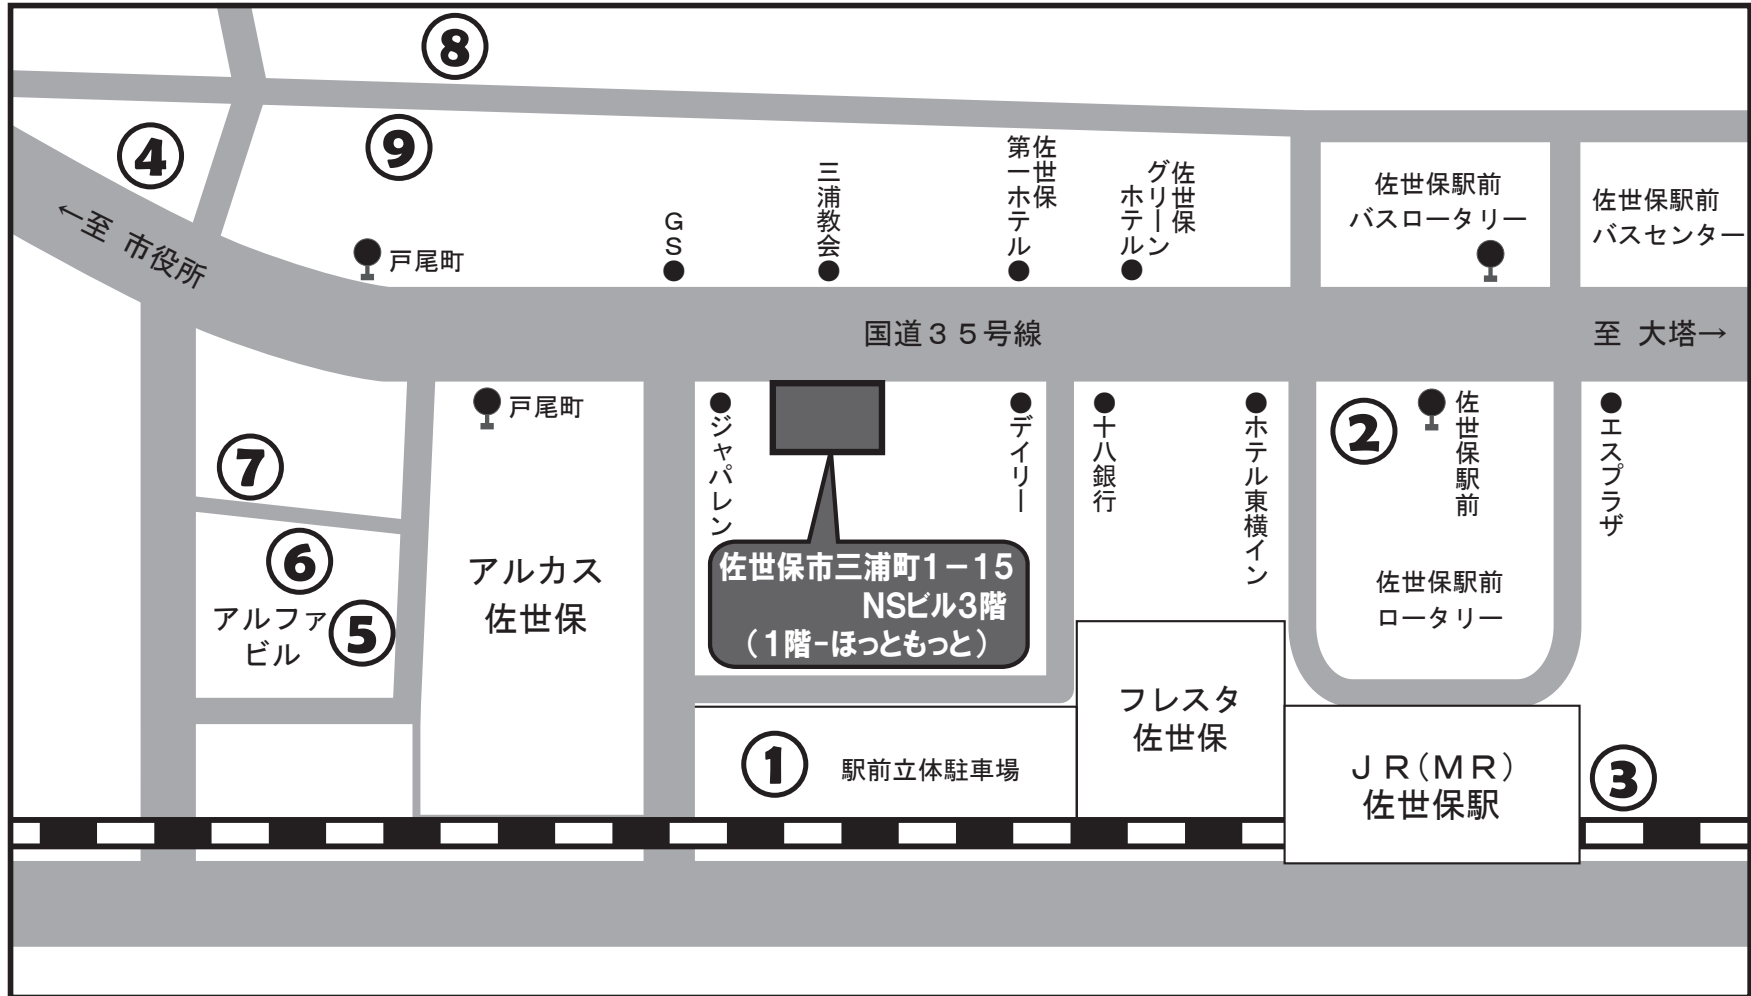 ⑧
④
⑨
←至 市役所
戸尾町
GS
三浦教会
佐世保
第一ホテル
佐世保
グリーン
ホテル
佐世保駅前
バスロータリー
佐世保駅前
バスセンター
国道35号線
至 大塔→
戸尾町
ジャパレン
デイリー
十八銀行
ホテル東横イン
②
佐世保駅前
エスプラザ
⑦
⑥
アルファ
ビル
⑤
アルカス
佐世保
佐世保市三浦町1-15
NSビル3階
(1階-ほっともっと)
佐世保駅前
ロータリー
フレスタ
佐世保
①
駅前立体駐車場
JR(MR)
佐世保駅
③